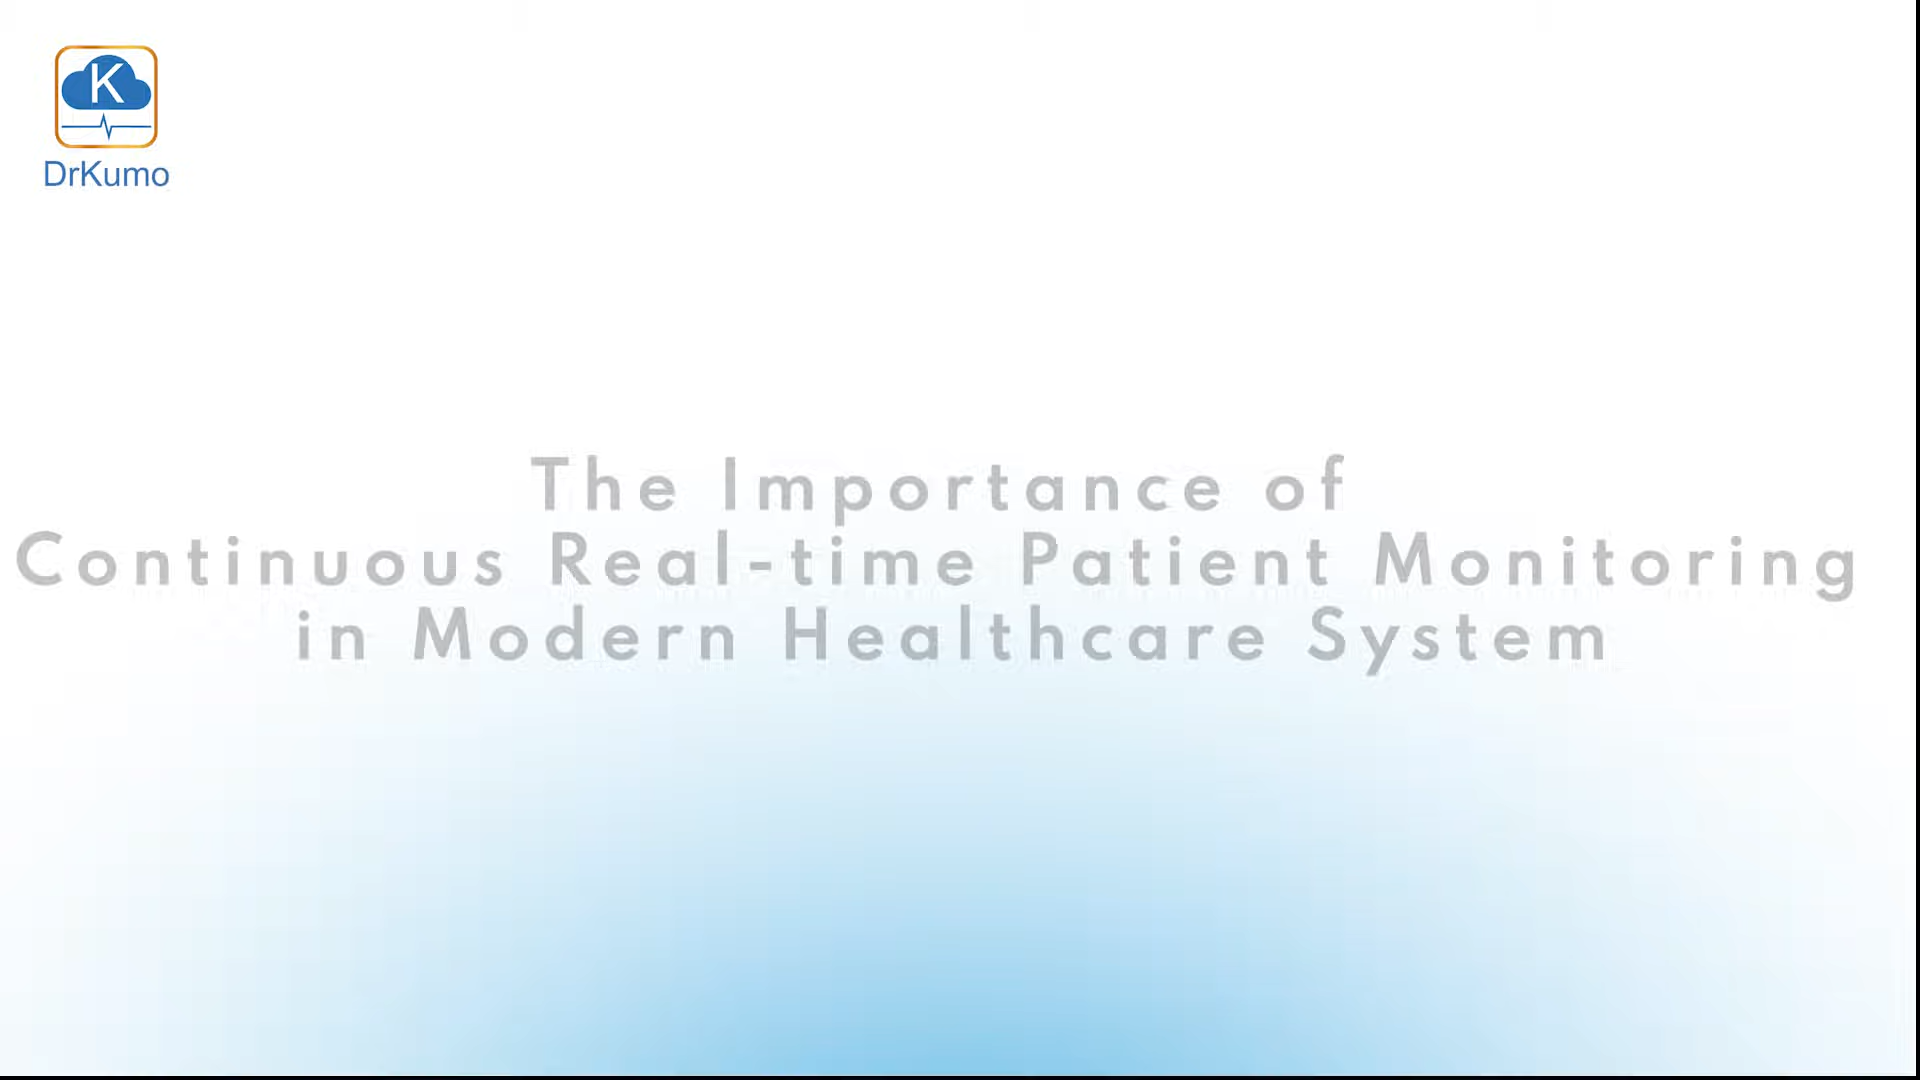 K
DrKumo
The Importance of
Continuous Real-time Patient Monitoring
in Modern Healthcare System